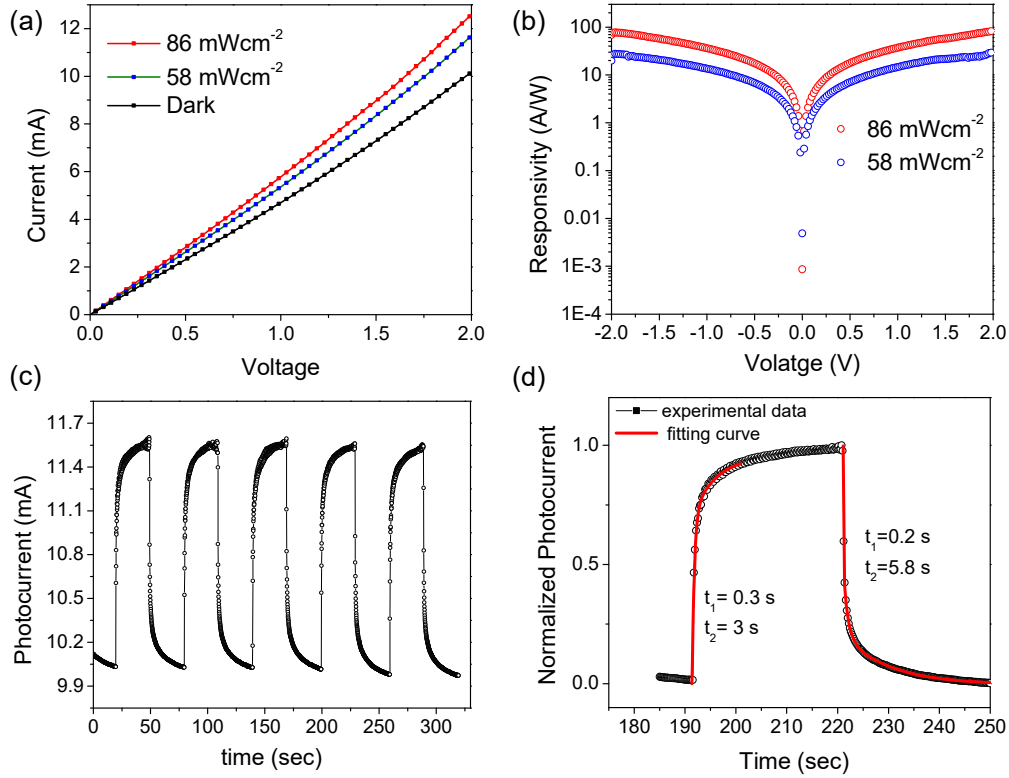 (a)
86 mWcm-2
58 mWcm-2
Dark
Current (mA)
12
10
8
6
4
2
0
0.0
0.5
1.0
1.5
2.0
Voltage
(b)
Responsivity (A/W)
100
10
1
0.1
0.01
1E-3
1E-4
86 mWcm-2
58 mWcm-2
-2.0
-1.5
-1.0
-0.5
0.0
0.5
1.0
1.5
2.0
Volatge (V)
(c)
Photocurrent (mA)
11.7
11.4
11.1
10.8
10.5
10.2
9.9
0
50
100
150
200
250
300
time (sec)
(d)
experimental data
fitting curve
Normalized Photocurrent
1.0
0.5
0.0
t1= 0.3 s
t2= 3 s
t1=0.2 s
t2=5.8 s
180
190
200
210
220
230
240
250
Time (sec)